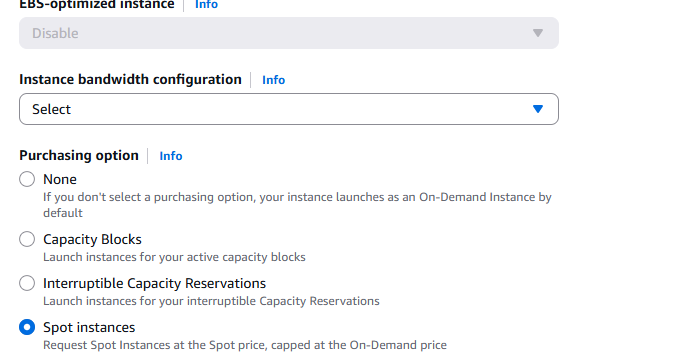 EBS-optimized instance Info
Disable
Instance bandwidth configuration Info
Select
Purchasing option Info
None
If you don't select a purchasing option, your instance launches as an On-Demand Instance by
default
Capacity Blocks
Launch instances for your active capacity blocks
Interruptible Capacity Reservations
Launch instances for your interruptible Capacity Reservations
Spot instances
Request Spot Instances at the Spot price, capped at the On-Demand price